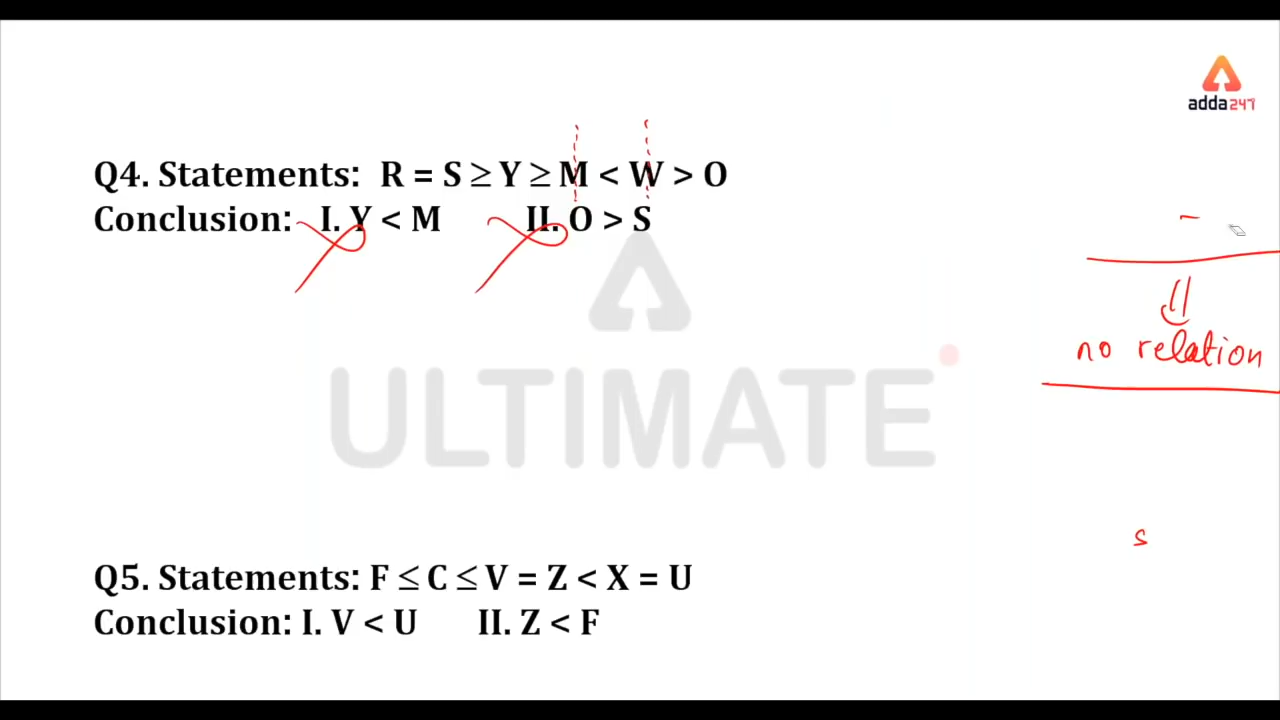 adda247
Q4. Statements: R = S ≥ Y ≥ M < W > O
Conclusion: I. Y < M II. O > S
no relation
ULTIMATE
s
Q5. Statements: F ≤ C ≤ V = Z < X = U
Conclusion: I. V < U II. Z < F